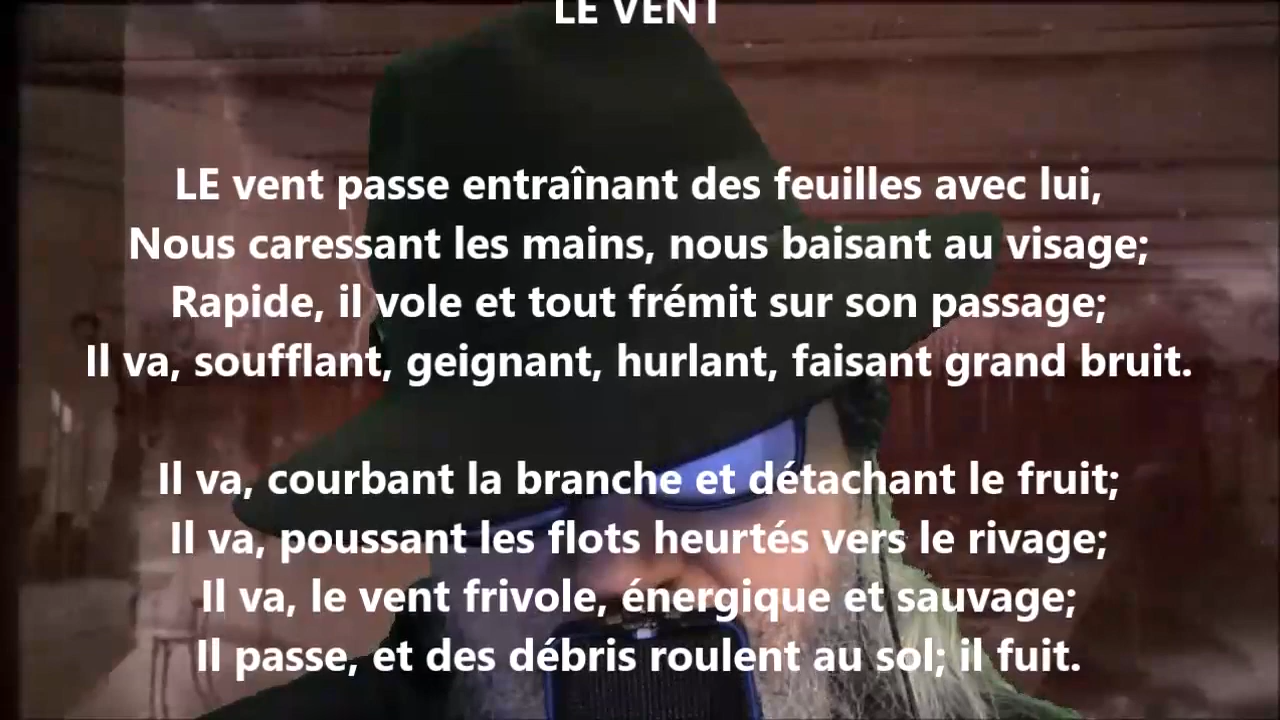 LE VENT
LE vent passe entraînant des feuilles avec lui,
Nous caressant les mains, nous baisant au visage;
Rapide, il vole et tout frémit sur son passage;
Il va, soufflant, geignant, hurlant, faisant grand bruit.
Il va, courbant la branche et détachant le fruit;
Il va, poussant les flots heurtés vers le rivage;
Il va, le vent frivole, énergique et sauvage;
Il passe, et des débris roulent au sol; il fuit.